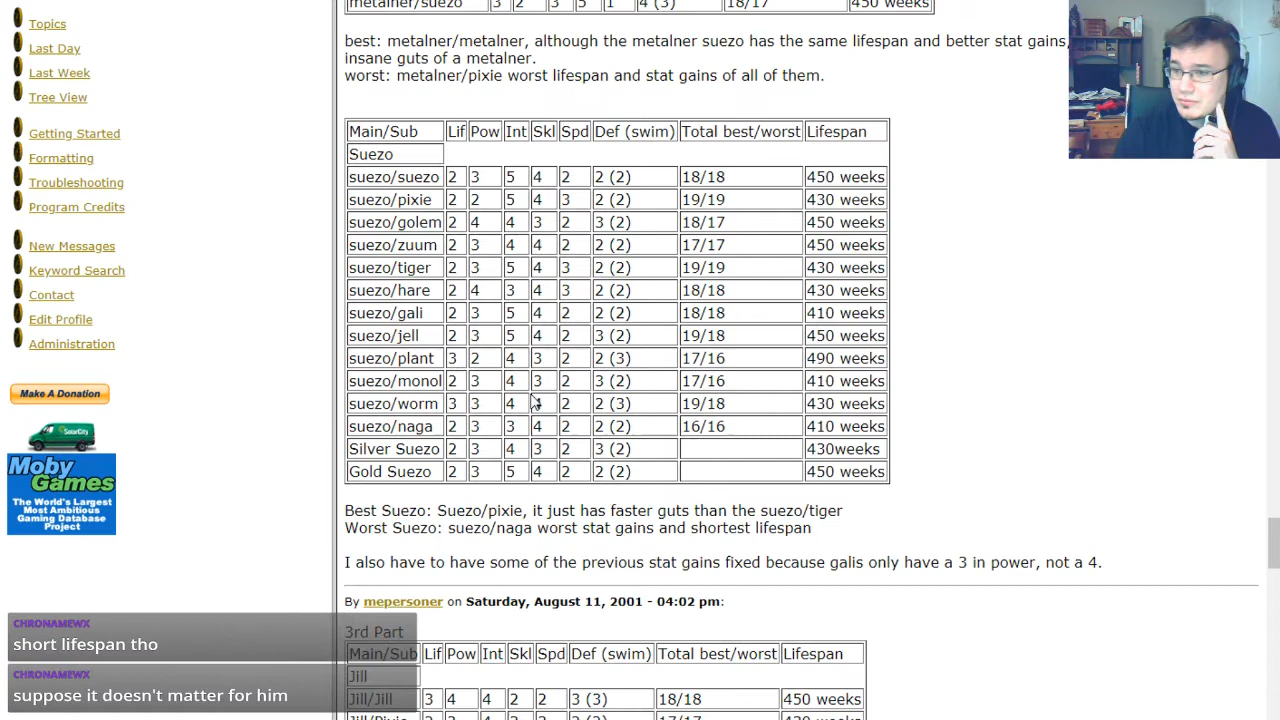 Topics
Last Day
Last Week
Tree View
Getting Started
Formatting
Troubleshooting
Program Credits
New Messages
Keyword Search
Contact
Edit Profile
Administration
Make A Donation
SolarCity
Moby
Games
The World's Largest
Most Ambitious
Gaming Database
Project
metalner/suezo 3 2 3 5 1 4 (3) 18/17 450 weeks
best: metalner/metalner, although the metalner suezo has the same lifespan and better stat gains,
insane guts of a metalner.
worst: metalner/pixie worst lifespan and stat gains of all of them.
Main/Sub Lif Pow Int Skl Spd Def (swim) Total best/worst Lifespan
Suezo
suezo/suezo 2 3 5 4 2 2 (2) 18/18 450 weeks
suezo/pixie 2 2 5 4 3 2 (2) 19/19 430 weeks
suezo/golem 2 4 4 3 2 3 (2) 18/17 450 weeks
suezo/zuum 2 3 4 4 2 2 (2) 17/17 450 weeks
suezo/tiger 2 3 5 4 3 2 (2) 19/19 430 weeks
suezo/hare 2 4 3 4 3 2 (2) 18/18 430 weeks
suezo/gali 2 3 5 4 2 2 (2) 18/18 410 weeks
suezo/jell 2 3 5 4 2 3 (2) 19/18 450 weeks
suezo/plant 3 2 4 3 2 2 (3) 17/16 490 weeks
suezo/monol 2 3 4 3 2 3 (2) 17/16 410 weeks
suezo/worm 3 3 4 2 2 (3) 19/18 430 weeks
suezo/naga 2 3 3 4 2 2 (2) 16/16 410 weeks
Silver Suezo 2 3 4 3 2 3 (2) 430weeks
Gold Suezo 2 3 5 4 2 2 (2) 450 weeks
Best Suezo: Suezo/pixie, it just has faster guts than the suezo/tiger
Worst Suezo: suezo/naga worst stat gains and shortest lifespan
I also have to have some of the previous stat gains fixed because galis only have a 3 in power, not a 4.
By mepersoner on Saturday, August 11, 2001 - 04:02 pm:
3rd Part
Main/Sub Lif Pow Int Skl Spd Def (swim) Total best/worst Lifespan
Jill
Jill/Jill 3 4 4 2 2 3 (3) 18/18 450 weeks
CHRONAMEWX
short lifespan tho
CHRONAMEWX
suppose it doesn't matter for him